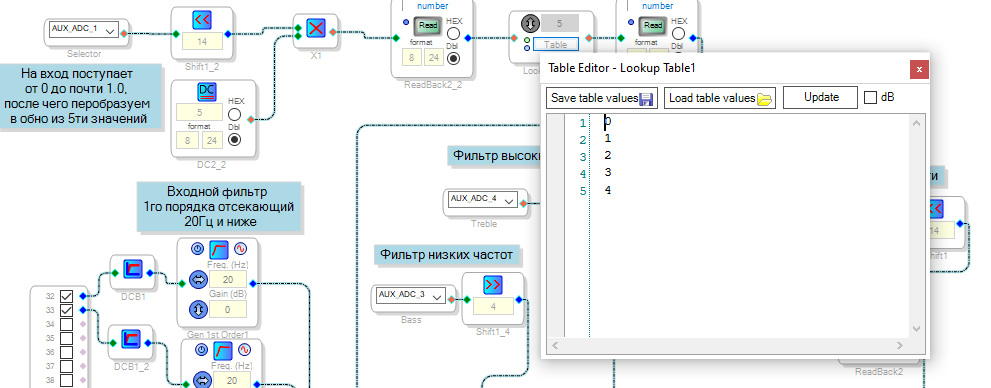 number
number
AUX_ADC_1
Selector
14
Shift1_2
X1
Read
HEX
Dbl
format
8
24
ReadBack2_2
5
Table
Read
HEX
Dbl
format
8
24
На вход поступает
от 0 до почти 1.0,
после чего перобразуем
в обно из 5ти значений
DC
5
HEX
format
Dbl
8
24
DC2_2
Table Editor - Lookup Table1
x
Save table values
Load table values
Update
dB
1 0
2 1
3 2
4 3
5 4
Входной фильтр
1го порядка отсекающий
20Гц и ниже
AUX_ADC_4
Treble
14
Фильтр низких частот
AUX_ADC_3
Bass
>>
4
Shift1_4
DCB1
Freq. (Hz)
20
Gain (dB)
0
Gen 1st Order1
32
33
34
35
36
37
38
DCB1_2
Freq. (Hz)
20
ReadBack2